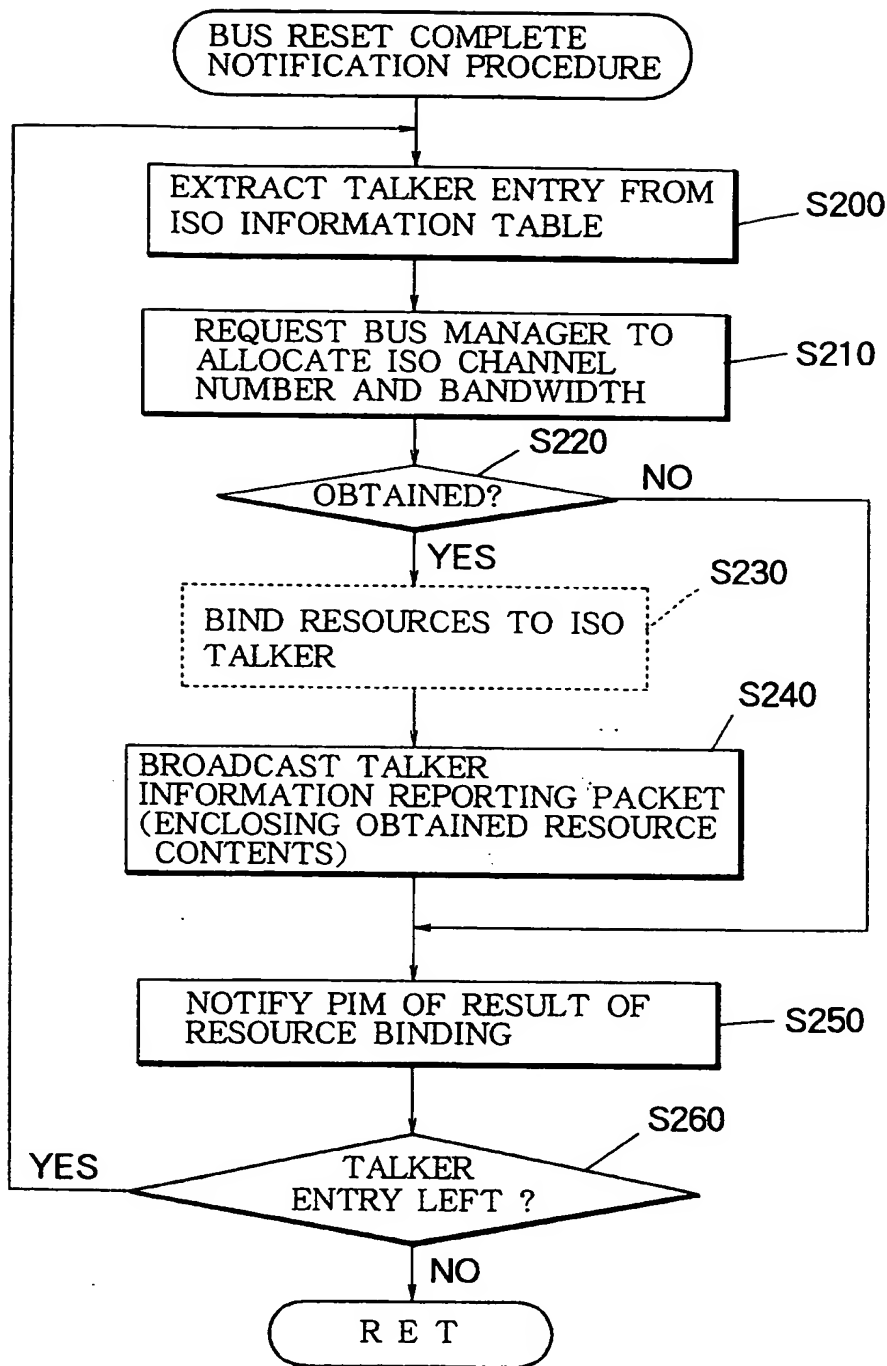 BUS RESET COMPLETE
NOTIFICATION PROCEDURE
EXTRACT TALKER ENTRY FROM
ISO INFORMATION TABLE
S200
REQUEST BUS MANAGER TO
ALLOCATE ISO CHANNEL
NUMBER AND BANDWIDTH
S210
S220
OBTAINED?
NO
YES
S230
BIND RESOURCES TO ISO
TALKER
S240
BROADCAST TALKER
INFORMATION REPORTING PACKET
(ENCLOSING OBTAINED RESOURCE
CONTENTS)
NOTIFY PIM OF RESULT OF
RESOURCE BINDING
S250
S260
YES
TALKER
ENTRY LEFT ?
NO
R E T